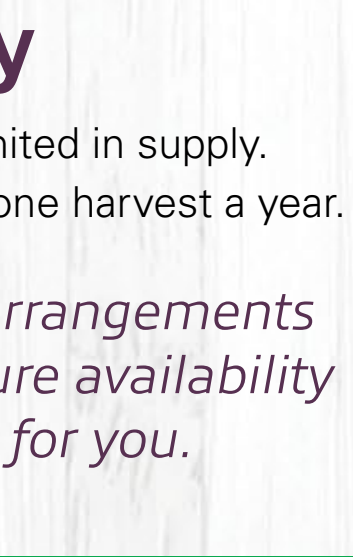 y
nited in supply.
one harvest a year.
rrangements
ure availability
for you.